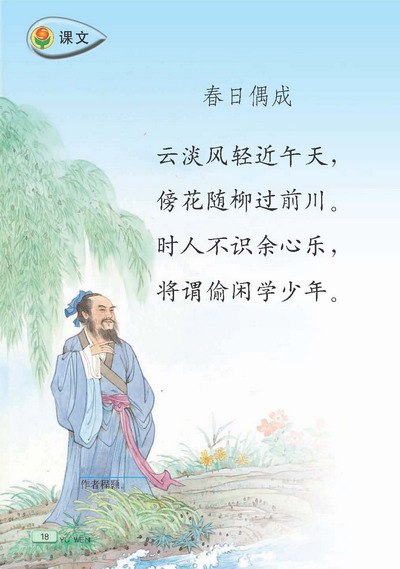 课文
春日偶成
云淡风轻近午天，
傍花随柳过前川。
时人不识余心乐，
将谓偷闲学少年。
作者程颢。
18 YU WEN